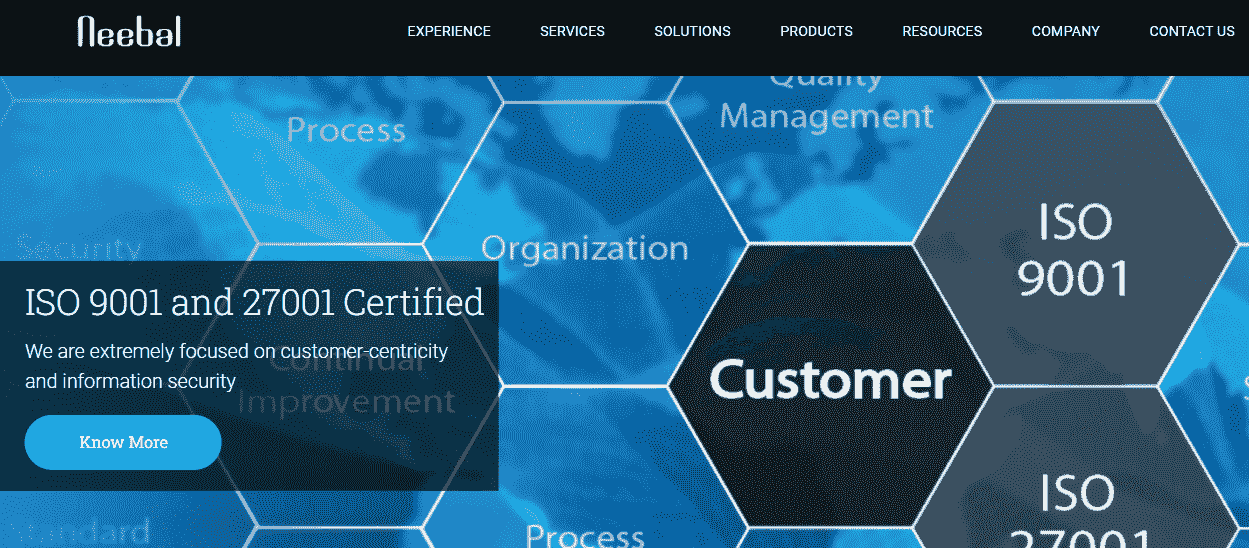 Neebal
EXPERIENCE SERVICES SOLUTIONS PRODUCTS RESOURCES COMPANY CONTACT US
Quality
Management
Process
ISO
9001
Security
Organization
ISO 9001 and 27001 Certified
We are extremely focused on customer-centricity
and information security
Continual
Improvement
Know More
Customer
ISO
27001
Standard
Process